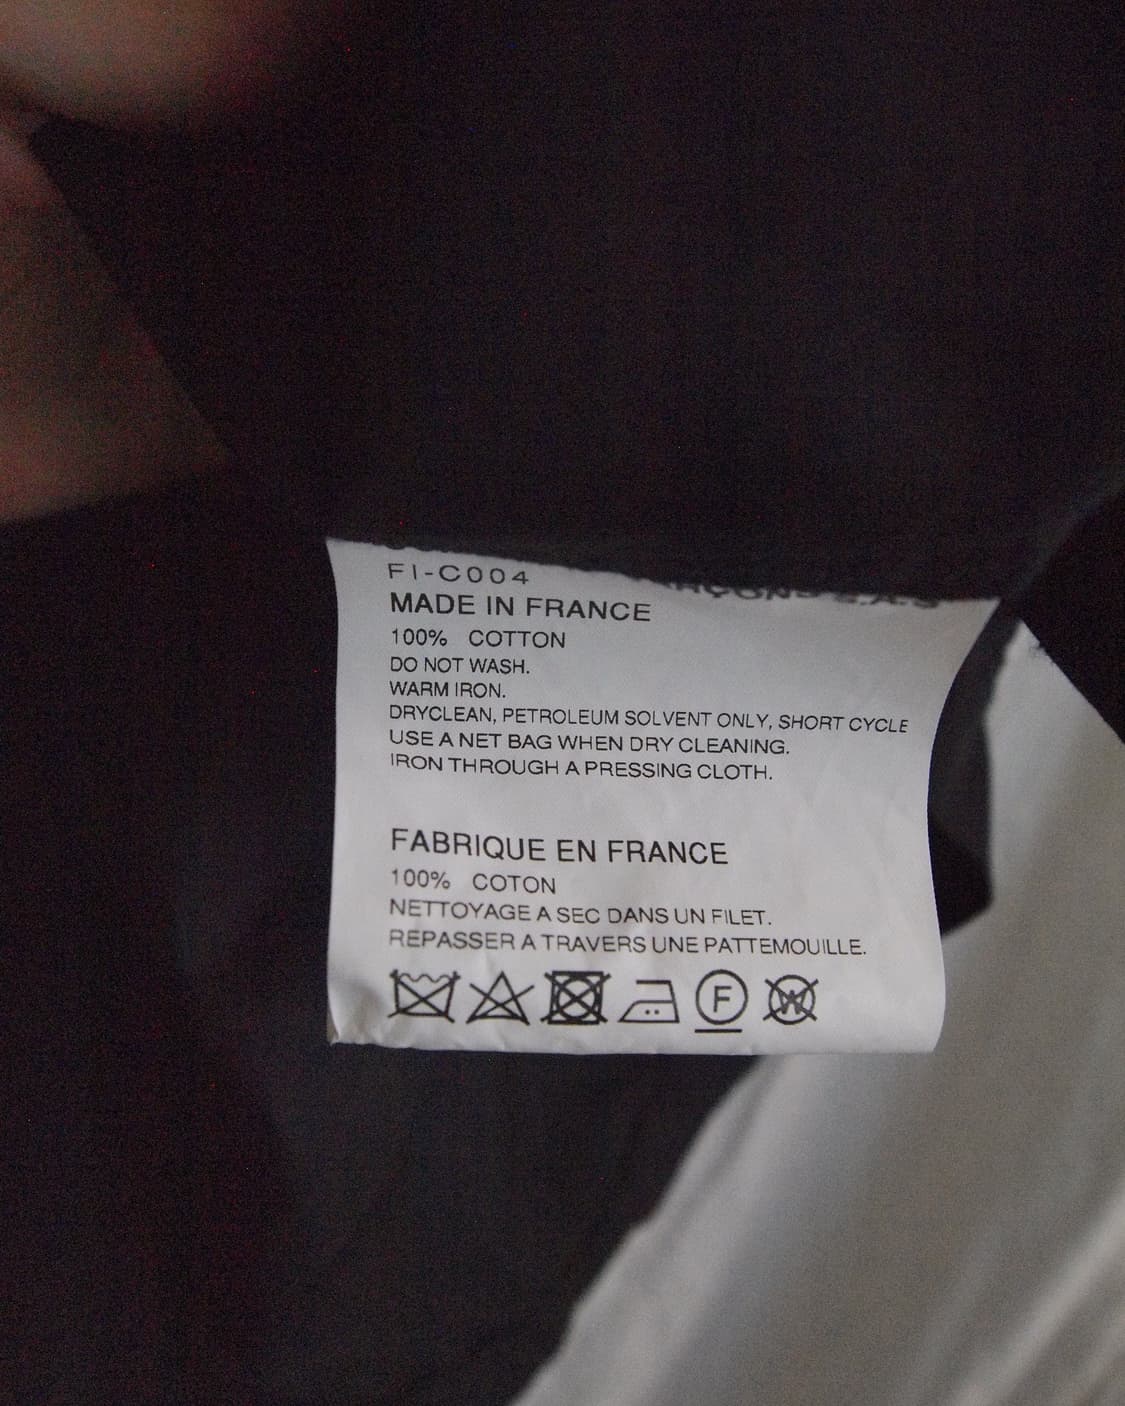 FI-C004
MADE IN FRANCE
100% COTTON
DO NOT WASH.
WARM IRON.
DRYCLEAN, PETROLEUM SOLVENT ONLY, SHORT CYCLE
USE A NET BAG WHEN DRY CLEANING.
IRON THROUGH A PRESSING CLOTH.
FABRIQUE EN FRANCE
100% COTON
NETTOYAGE A SEC DANS UN FILET.
REPASSER A TRAVERS UNE PATTEMOUILLE.
F W